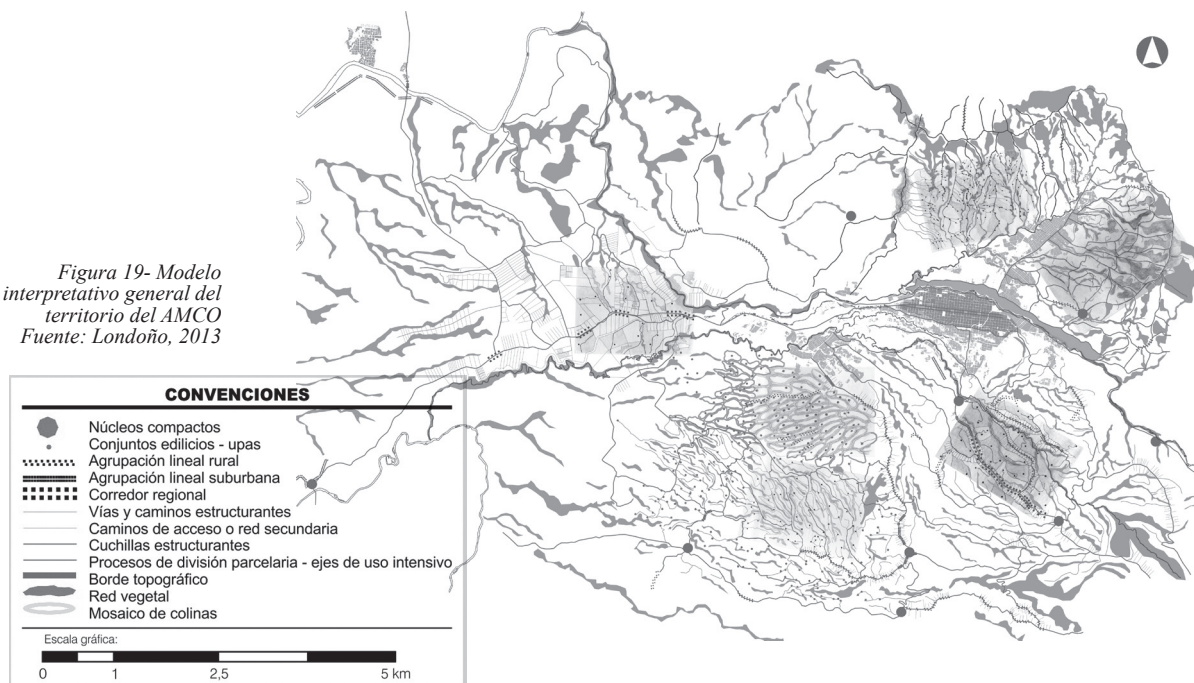 Figura 19- Modelo
interpretativo general del
territorio del AMCO
Fuente: Londoño, 2013
CONVENCIONES
Núcleos compactos
Conjuntos edilicios - upas
Agrupación lineal rural
Agrupación lineal suburbana
Corredor regional
Vías y caminos estructurantes
Caminos de acceso o red secundaria
Cuchillas estructurantes
Procesos de división parcelaria - ejes de uso intensivo
Borde topográfico
Red vegetal
Mosaico de colinas
Escala gráfica:
0 1 2,5 5 km